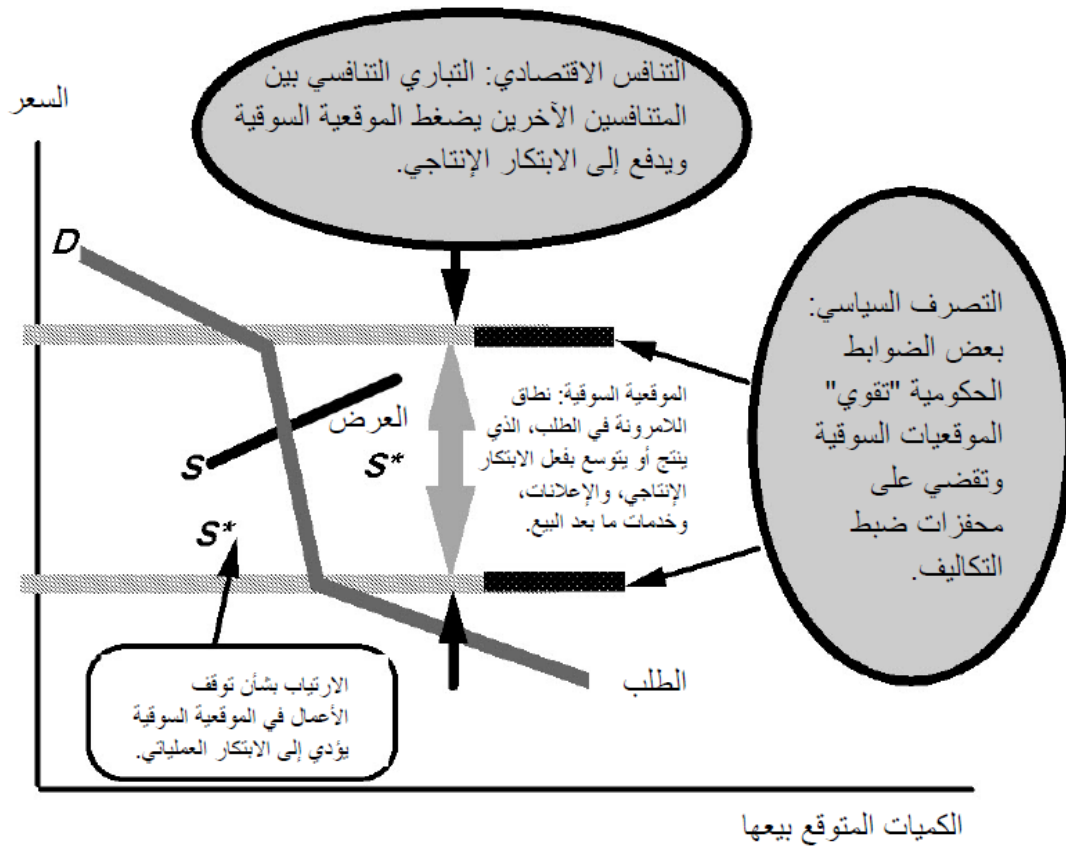 السعر
التنافس الاقتصادي: التباري التنافسي بين
المتنافسين الآخرين يضغط الموقعية السوقية
ويدفع إلى الابتكار الإنتاجي.
D
التصرف السياسي:
بعض الضوابط
الحكومية "تقوي"
الموقعيات السوقية
وتقضي على
محفزات ضبط
التكاليف.
الموقعية السوقية: نطاق
اللامرونة في الطلب، الذي
ينتج أو يتوسع بفعل الابتكار
الإنتاجي، والإعلانات،
وخدمات ما بعد البيع.
العرض
S
S*
S*
الطلب
الارتياب بشأن توقف
الأعمال في الموقعية السوقية
يؤدي إلى الابتكار العملياتي.
الكميات المتوقع بيعها